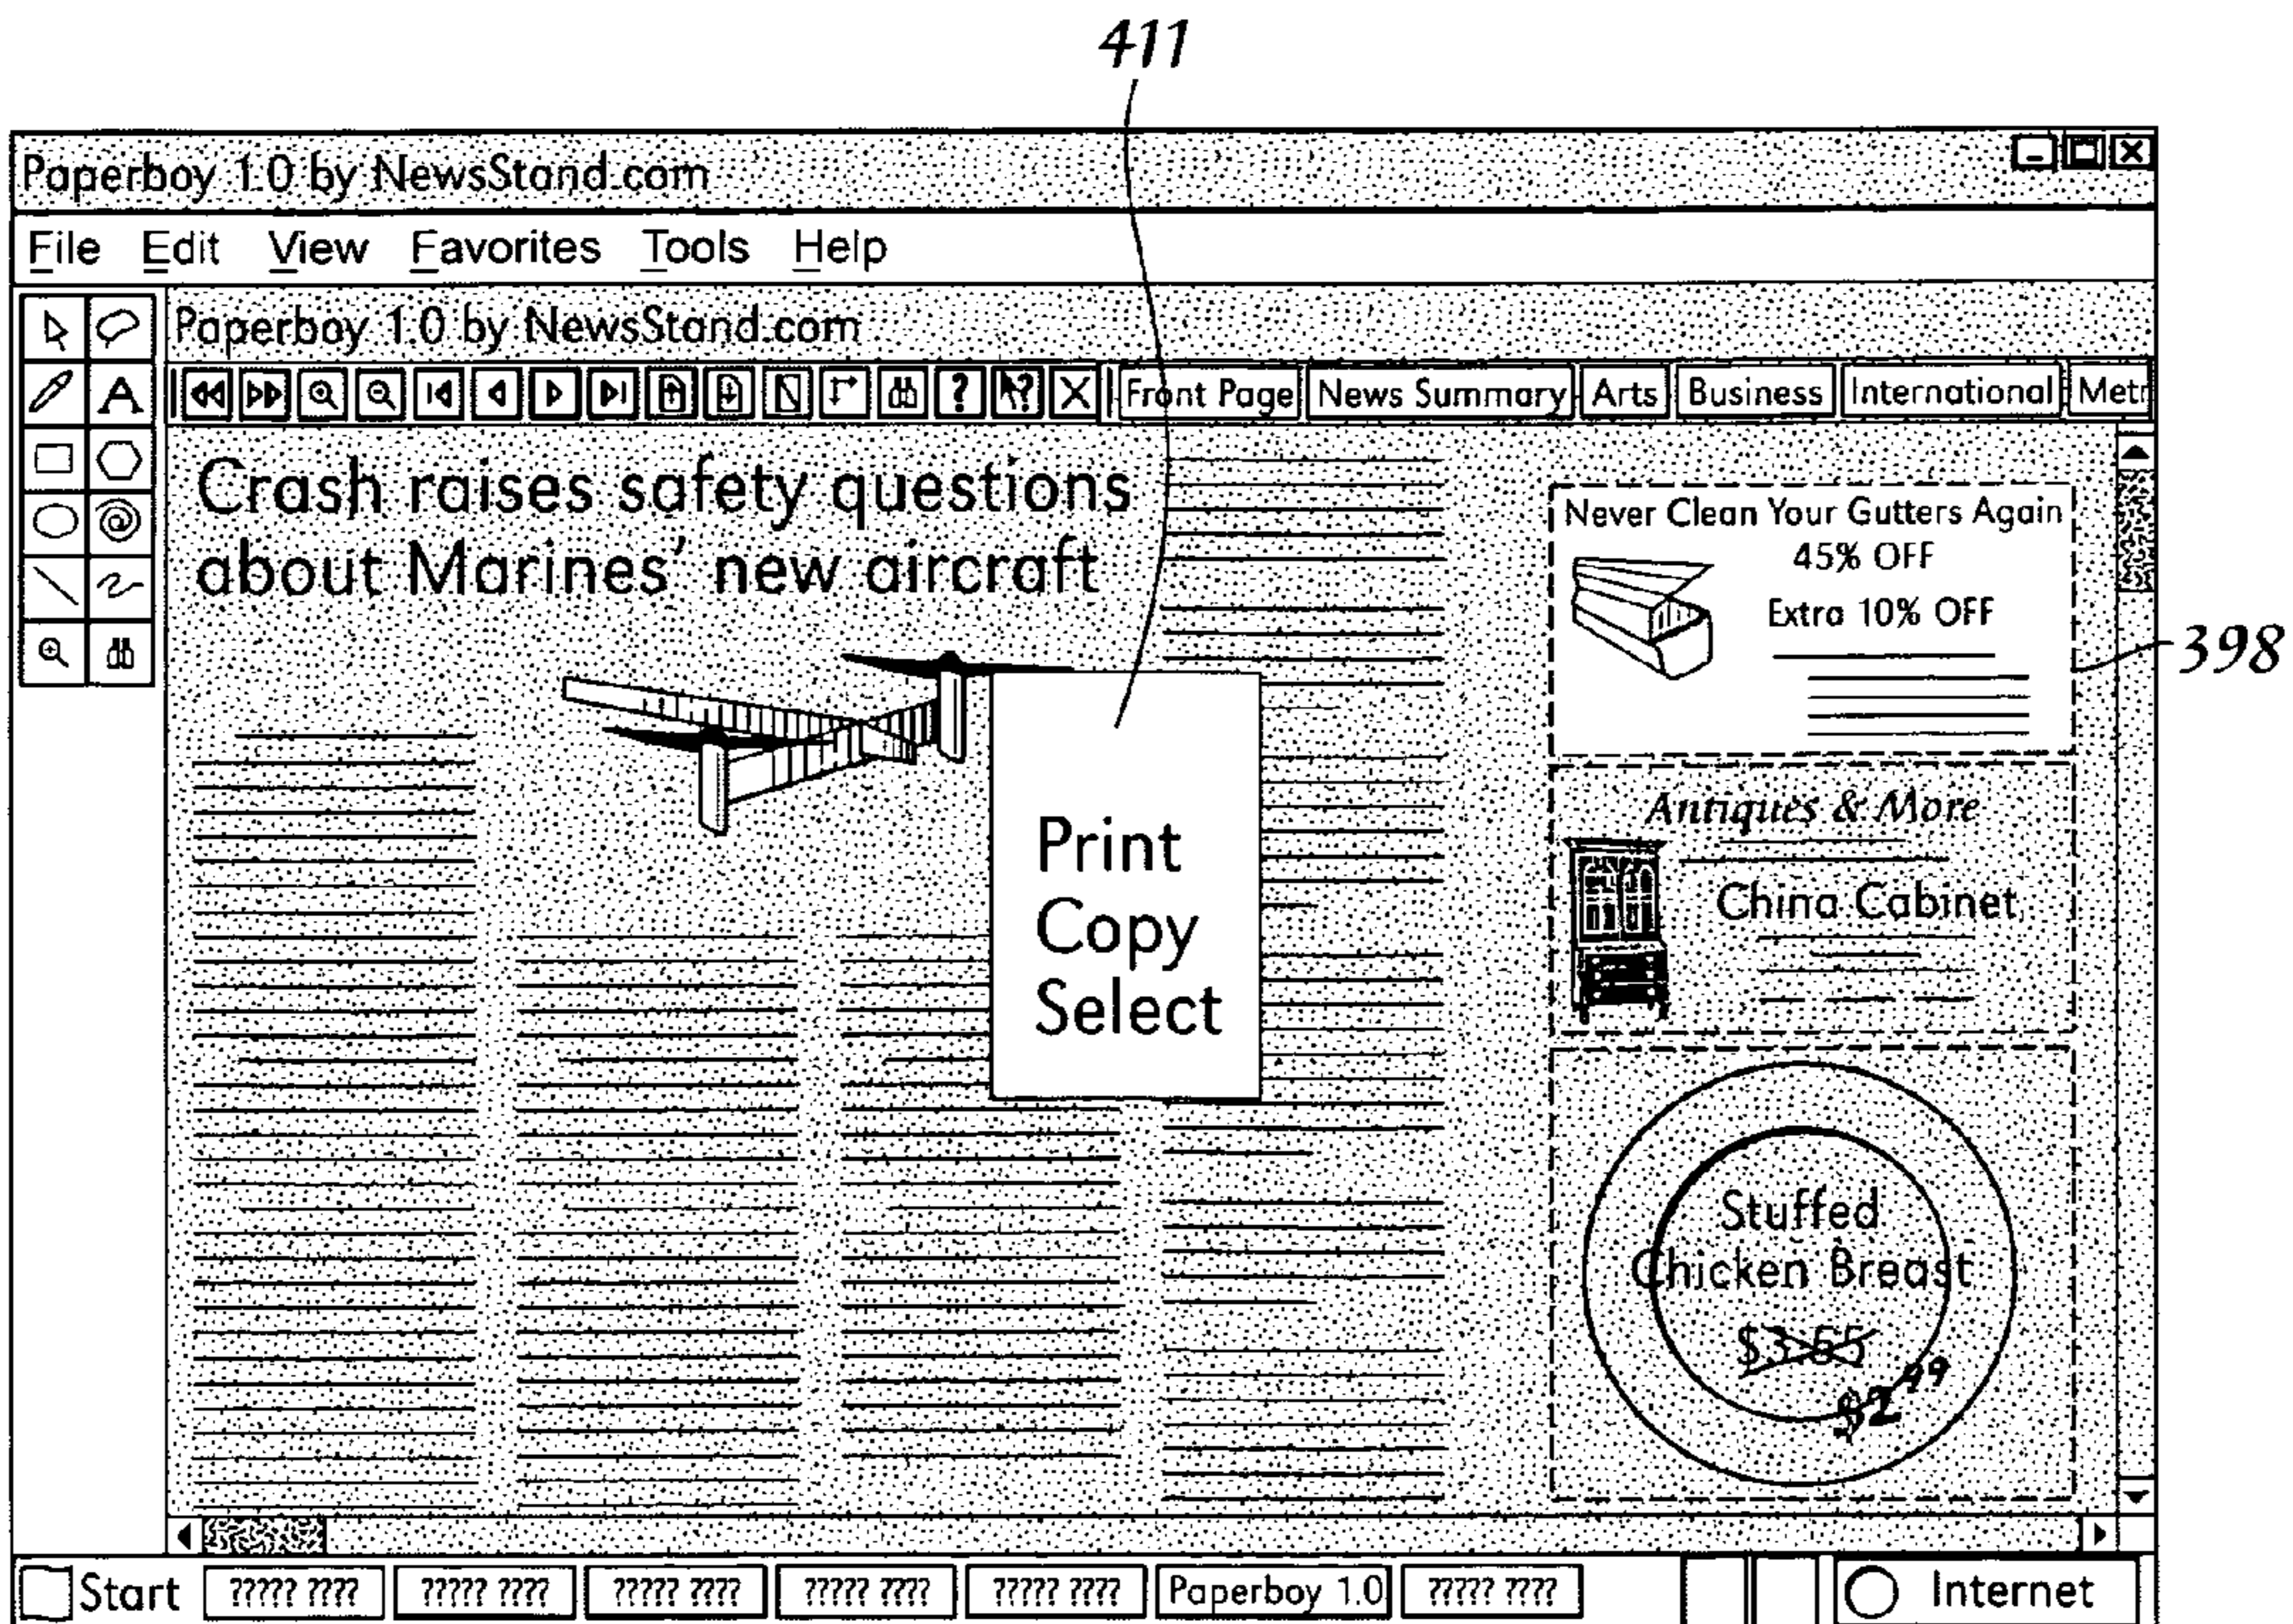 411
Paperboy 1.0 by NewsStand.com
File Edit View Favorites Tools Help
Paperboy 1.0 by NewsStand.com
A ? ? Front Page News Summary Arts Business International Metr
Crash raises safety questions
about Marines' new aircraft
Never Clean Your Gutters Again
45% OFF
Extra 10% OFF
398
Print
Copy
Select
Antiques & More
China Cabinet
Stuffed
Chicken Breast
$3.65
$2.99
Start ????? ???? ????? ???? ????? ???? ????? ???? ????? ???? Paperboy 1.0 ????? ???? Internet